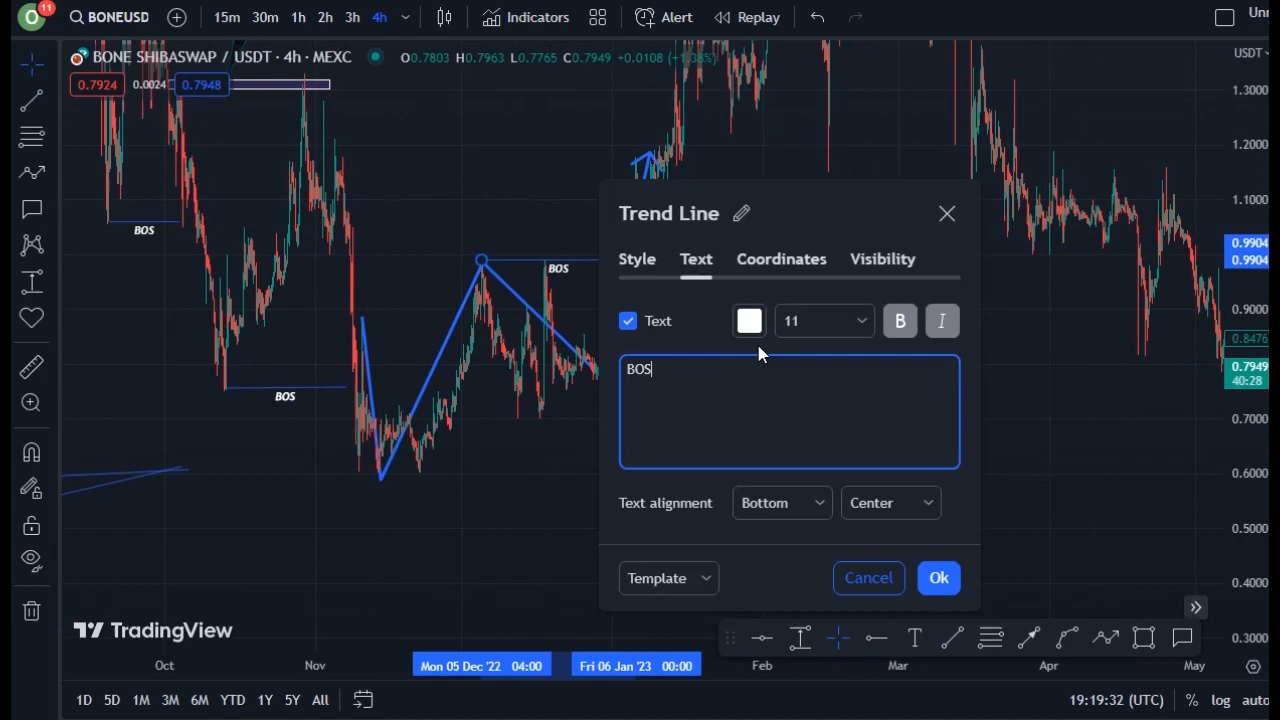 O
11
BONEUSD
15m 30m 1h 2h 3h 4h
Indicators
Alert
Replay
BONE SHIBASWAP / USDT · 4h · MEXC
O0.7803 H0.7963 L0.7765 C0.7949 +0.0108 (+1.38%)
USDT
0.7924 0.0024 0.7948
1.3000
1.2000
1.1000
0.9904
0.9904
0.9000
0.8476
0.7949
40:28
0.7000
0.6000
0.5000
0.4000
0.3000
BOS
BOS
BOS
Trend Line
Style Text Coordinates Visibility
Text
11
B I
BOS
Text alignment Bottom Center
Template Cancel Ok
TradingView
T
Oct Nov Mon 05 Dec '22 04:00 Fri 06 Jan '23 00:00 Feb Mar Apr May
1D 5D 1M 3M 6M YTD 1Y 5Y All
19:19:32 (UTC) % log auto